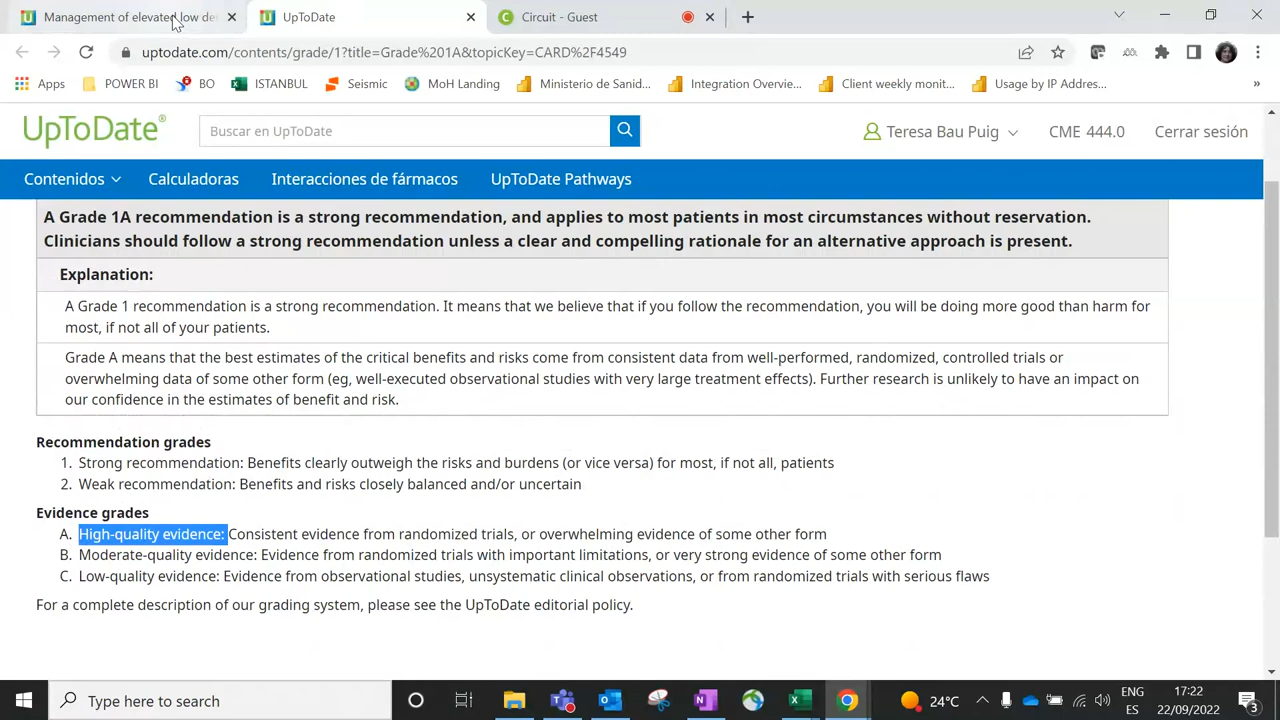 Management of elevated low de
UpToDate
Circuit - Guest
uptodate.com/contents/grade/1?title=Grade%201A&topicKey=CARD%2F4549
Apps POWER BI BO ISTANBUL Seismic MoH Landing Ministerio de Sanid... Integration Overvie... Client weekly monit... Usage by IP Address... »
UpToDate®
Buscar en UpToDate
Teresa Bau Puig CME 444.0 Cerrar sesión
Contenidos Calculadoras Interacciones de fármacos UpToDate Pathways
A Grade 1A recommendation is a strong recommendation, and applies to most patients in most circumstances without reservation.
Clinicians should follow a strong recommendation unless a clear and compelling rationale for an alternative approach is present.
Explanation:
A Grade 1 recommendation is a strong recommendation. It means that we believe that if you follow the recommendation, you will be doing more good than harm for
most, if not all of your patients.
Grade A means that the best estimates of the critical benefits and risks come from consistent data from well-performed, randomized, controlled trials or
overwhelming data of some other form (eg, well-executed observational studies with very large treatment effects). Further research is unlikely to have an impact on
our confidence in the estimates of benefit and risk.
Recommendation grades
1. Strong recommendation: Benefits clearly outweigh the risks and burdens (or vice versa) for most, if not all, patients
2. Weak recommendation: Benefits and risks closely balanced and/or uncertain
Evidence grades
A. High-quality evidence: Consistent evidence from randomized trials, or overwhelming evidence of some other form
B. Moderate-quality evidence: Evidence from randomized trials with important limitations, or very strong evidence of some other form
C. Low-quality evidence: Evidence from observational studies, unsystematic clinical observations, or from randomized trials with serious flaws
For a complete description of our grading system, please see the UpToDate editorial policy.
Type here to search
24°C
ENG
ES
17:22
22/09/2022
3